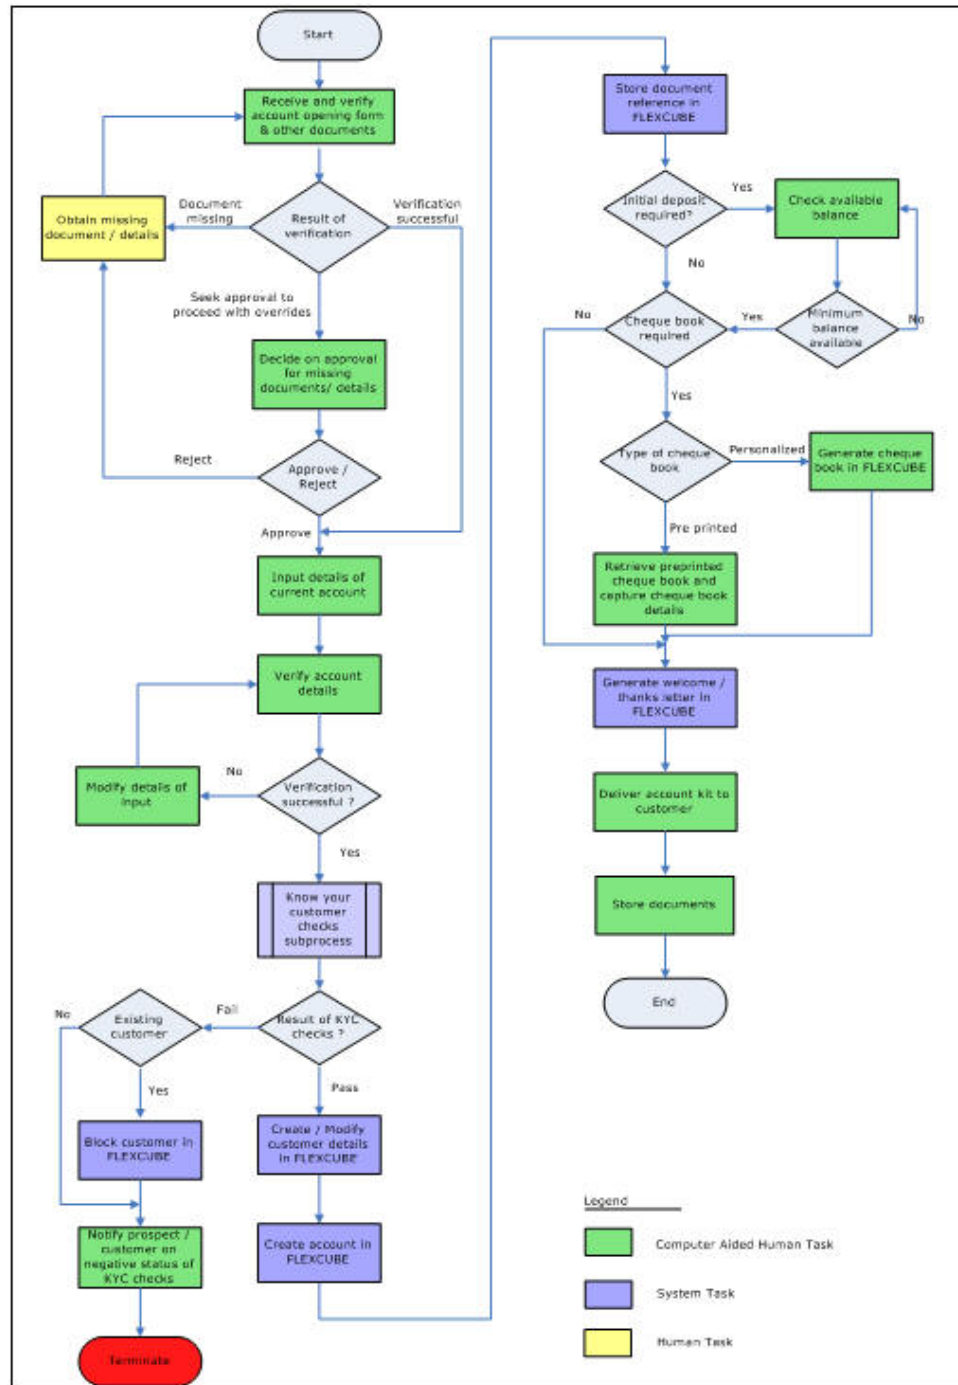 Start
Receive and verify
account opening form
& other documents
Document
missing
Verification
successful
Obtain missing
document / details
Result of
verification
Seek approval to
proceed with overrides
Decide on approval
for missing
documents/ details
Reject
Approve /
Reject
Approve
Input details of
current account
Verify account
details
No
Modify details of
input
Verification
successful ?
Yes
Know your
customer
checks
subprocess
No
Existing
customer
Fail
Result of KYC
checks ?
Yes
Pass
Block customer in
FLEXCUBE
Create / Modify
customer details
in FLEXCUBE
Notify prospect /
customer on
negative status of
KYC checks
Create account in
FLEXCUBE
Terminate
Store document
reference in
FLEXCUBE
Initial deposit
required?
Yes
Check available
balance
No
No
Cheque book
required
Yes
Minimum
balance
available
No
Yes
Type of cheque
book
Personalized
Generate cheque
book in FLEXCUBE
Pre printed
Retrieve preprinted
cheque book and
capture cheque book
details
Generate welcome /
thanks letter in
FLEXCUBE
Deliver account kit to
customer
Store documents
End
Legend
Computer Aided Human Task
System Task
Human Task